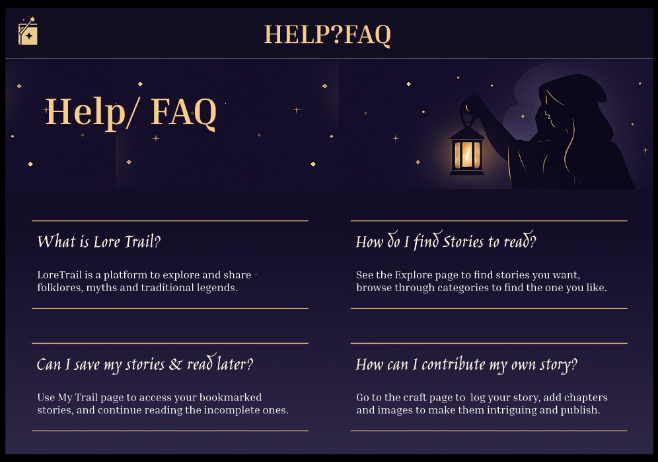 HELP?FAQ
Help/ FAQ
What is Lore Trail?
LoreTrail is a platform to explore and share -
folklores, myths and traditional legends.
How do I find Stories to read?
See the Explore page to find stories you want,
browse through categories to find the one you like.
Can I save my stories & read later?
Use My Trail page to access your bookmarked
stories, and continue reading the incomplete ones.
How can I contribute my own story?
Go to the craft page to log your story, add chapters
and images to make them intriguing and publish.